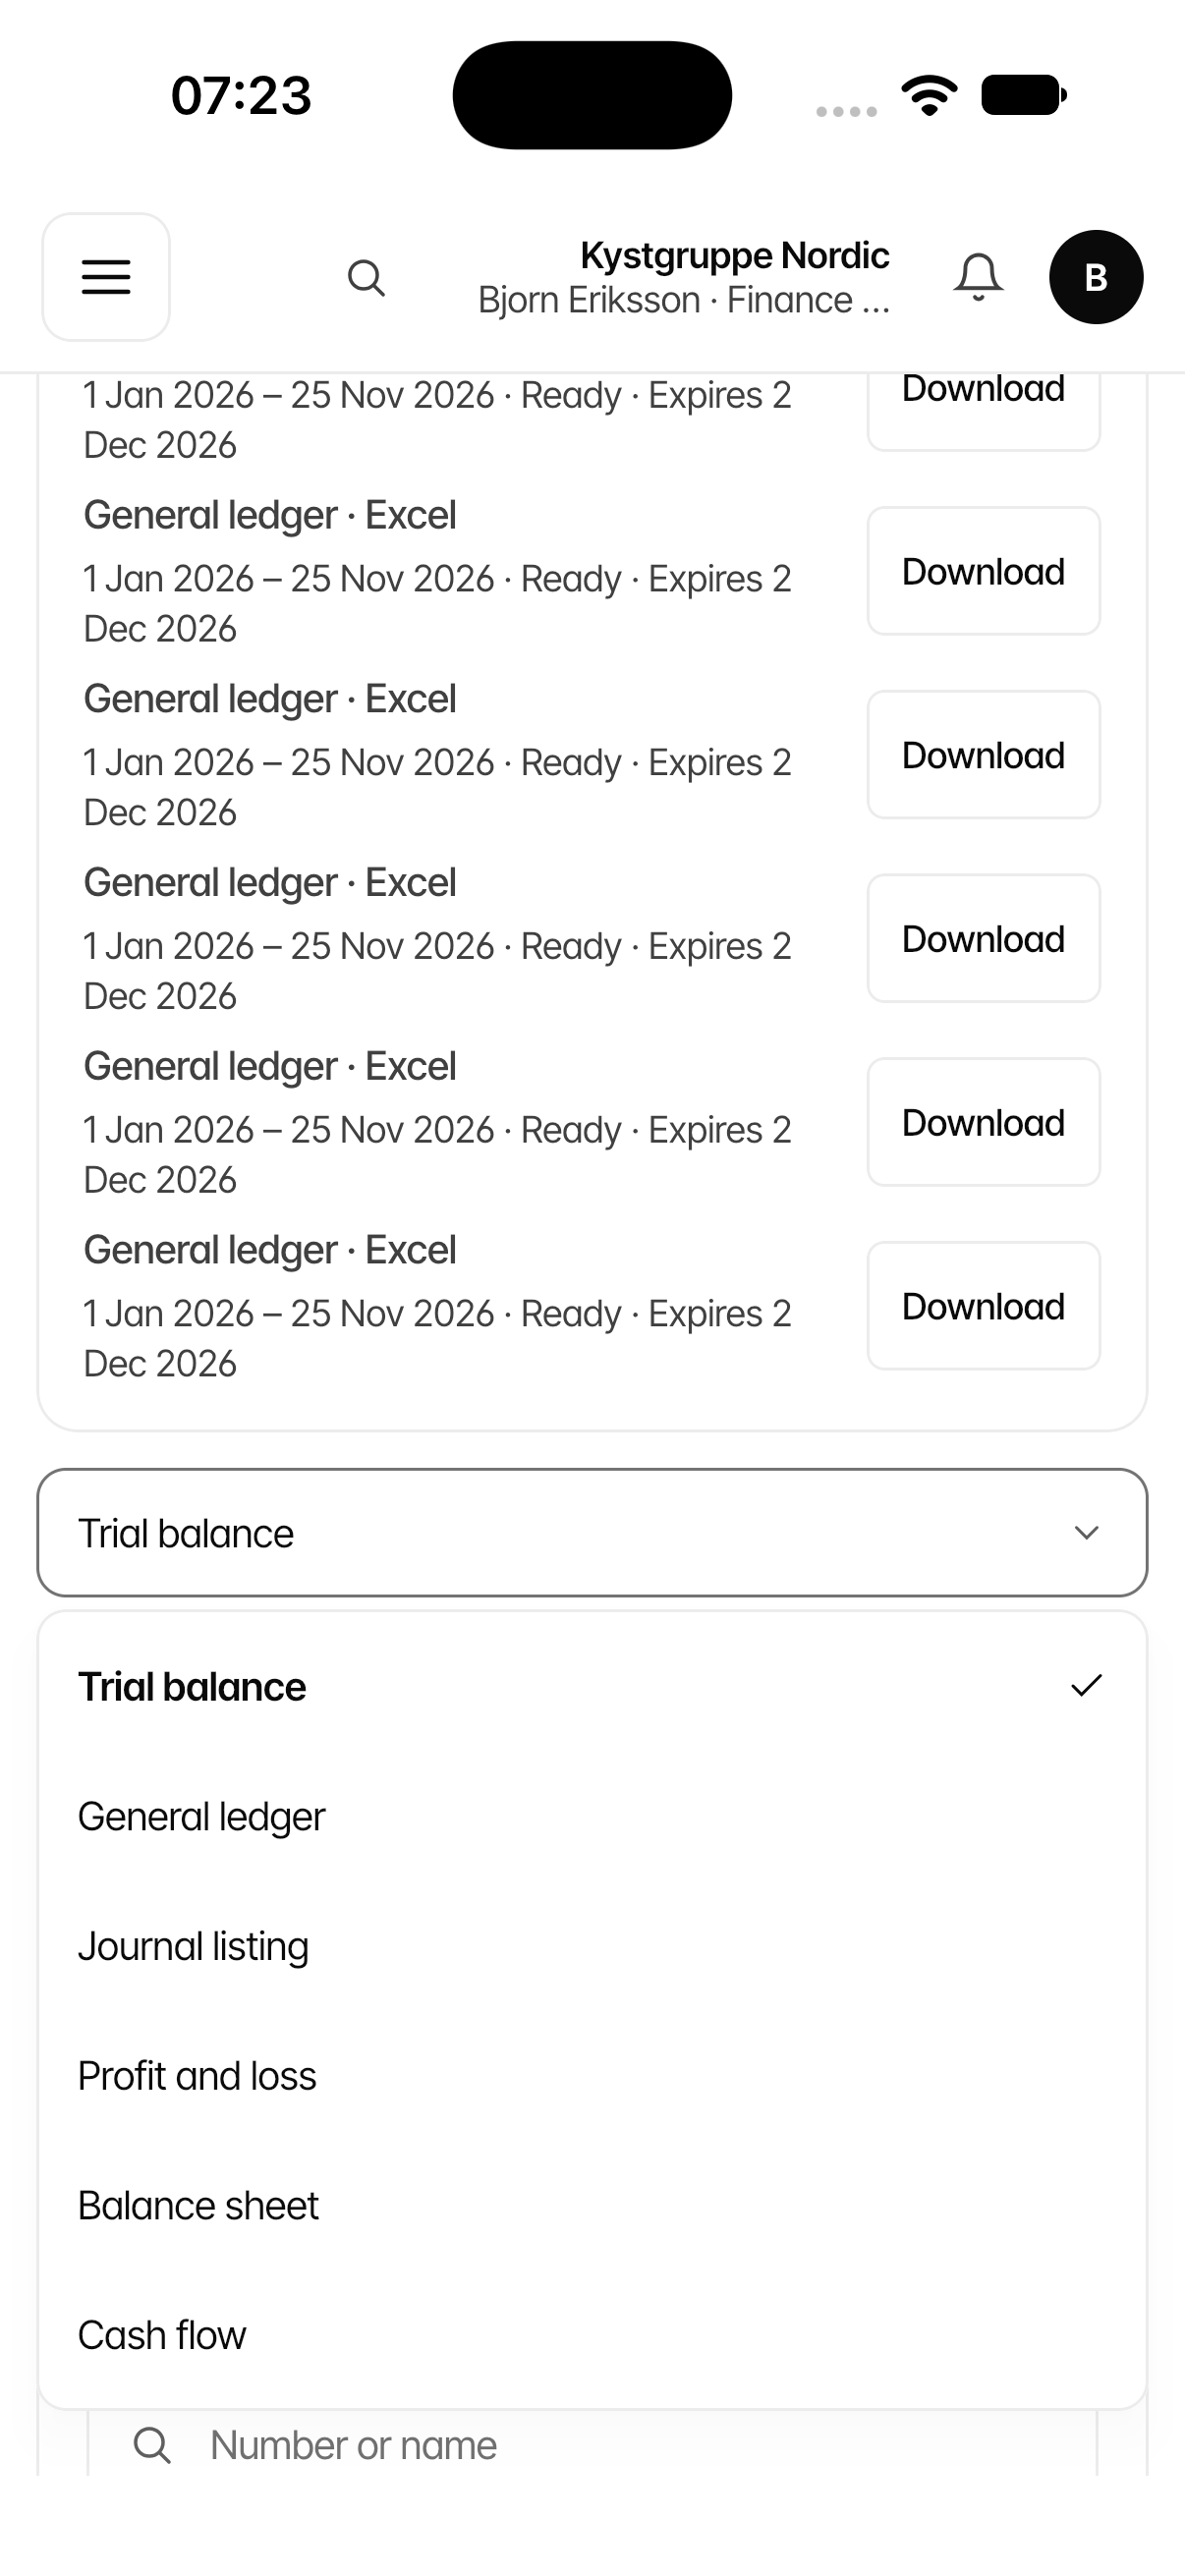 07:23
Kystgruppe Nordic
Bjorn Eriksson · Finance ...
B
1 Jan 2026 – 25 Nov 2026 · Ready · Expires 2
Dec 2026
Download
General ledger · Excel
1 Jan 2026 – 25 Nov 2026 · Ready · Expires 2
Dec 2026
Download
General ledger · Excel
1 Jan 2026 – 25 Nov 2026 · Ready · Expires 2
Dec 2026
Download
General ledger · Excel
1 Jan 2026 – 25 Nov 2026 · Ready · Expires 2
Dec 2026
Download
General ledger · Excel
1 Jan 2026 – 25 Nov 2026 · Ready · Expires 2
Dec 2026
Download
General ledger · Excel
1 Jan 2026 – 25 Nov 2026 · Ready · Expires 2
Dec 2026
Download
Trial balance
Trial balance
General ledger
Journal listing
Profit and loss
Balance sheet
Cash flow
Number or name